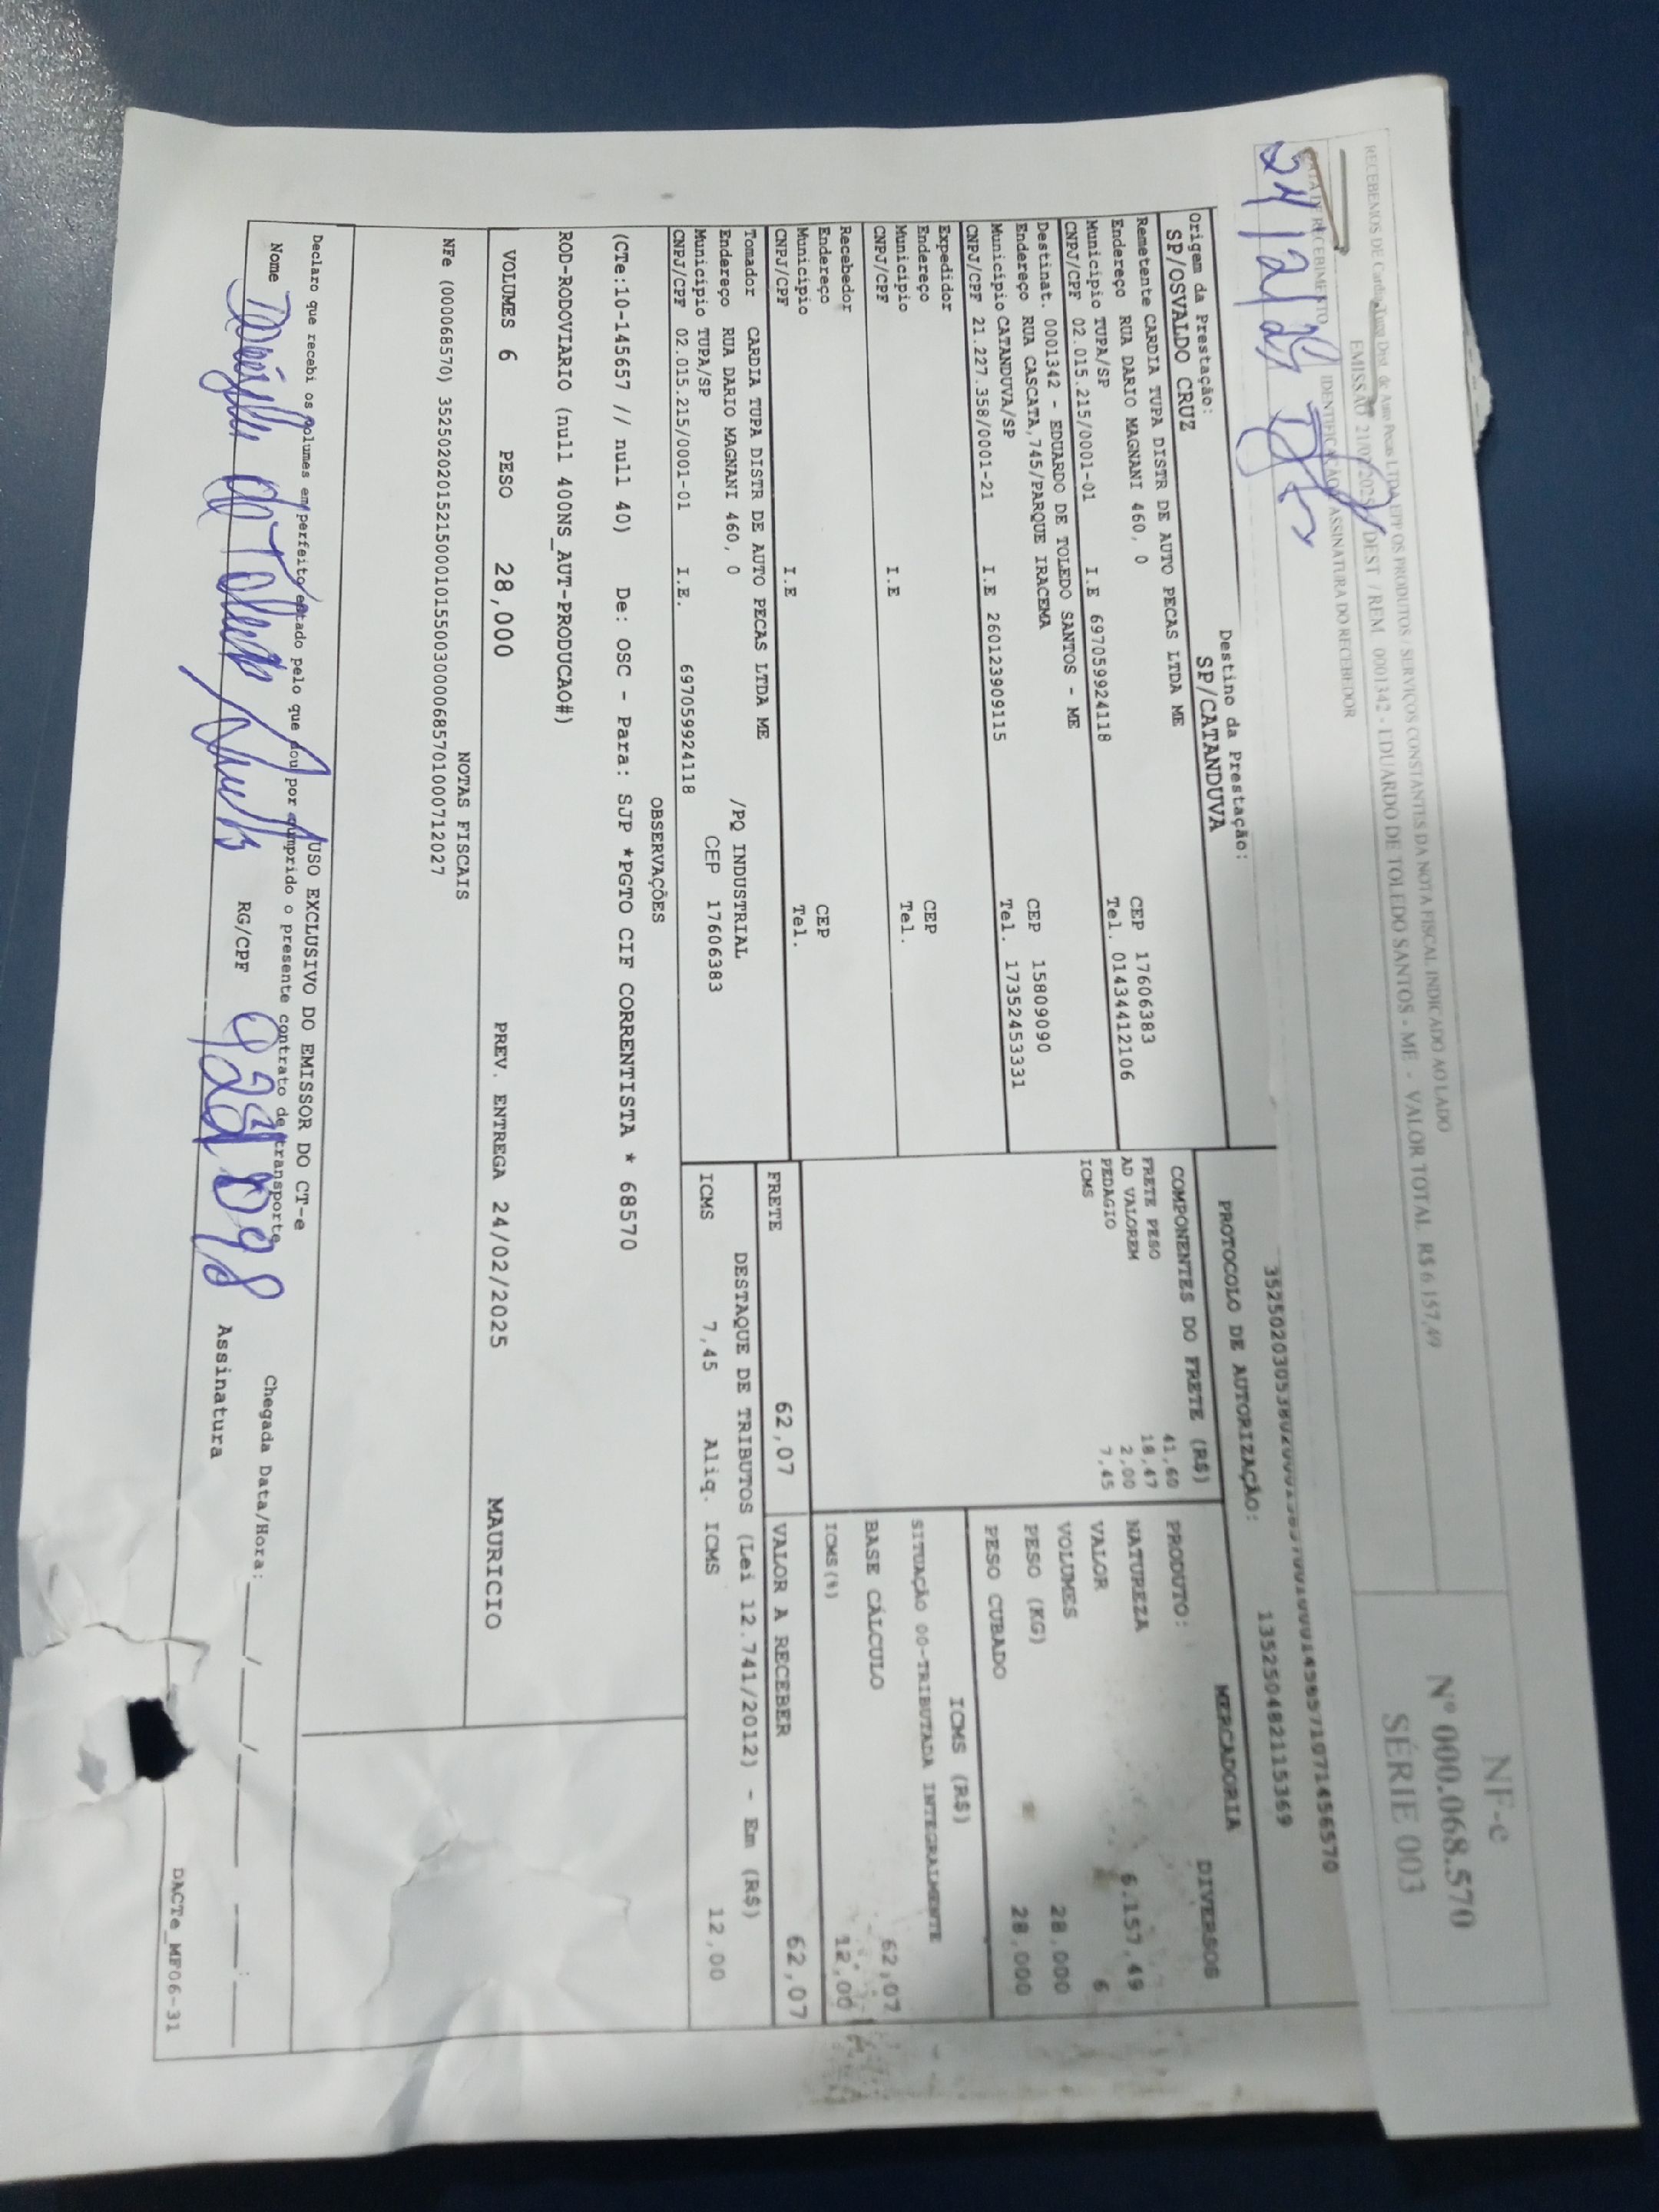 RECEBEMOS DE Cardia Tupa Dist de Auto Pecas LTDA EPP OS PRODUTOS / SERVIÇOS CONSTANTES DA NOTA FISCAL INDICADO AO LADO
EMISSÃO 21/02/2025 DEST / REM 0001342 - EDUARDO DE TOLEDO SANTOS - ME - VALOR TOTAL R$ 6.157,49
DATA DE RECEBIMENTO IDENTIFICAÇÃO E ASSINATURA DO RECEBEDOR
24/2/25
NF-e
Nº 000.068.570
SÉRIE 003
135250482115369
PROTOCOLO DE AUTORIZAÇÃO:
Origem da Prestação: Destino da Prestação:
SP/OSVALDO CRUZ SP/CATANDUVA
Remetente CARDIA TUPA DISTR DE AUTO PECAS LTDA ME
Endereço RUA DARIO MAGNANI 460, 0 CEP 17606383
Município TUPA/SP Tel. 01434412106
CNPJ/CPF 02.015.215/0001-01 I.E 697059924118
Destinat. 0001342 - EDUARDO DE TOLEDO SANTOS - ME
Endereço RUA CASCATA,745/PARQUE IRACEMA CEP 15809090
Município CATANDUVA/SP Tel. 17352453331
CNPJ/CPF 21.227.358/0001-21 I.E 260123909115
Expedidor
Endereço CEP
Município Tel.
CNPJ/CPF I.E
Recebedor
Endereço CEP
Município Tel.
CNPJ/CPF I.E
Tomador CARDIA TUPA DISTR DE AUTO PECAS LTDA ME
Endereço RUA DARIO MAGNANI 460, 0 /PQ INDUSTRIAL
Município TUPA/SP CEP 17606383
CNPJ/CPF 02.015.215/0001-01 I.E. 697059924118
COMPONENTES DO FRETE (R$)
FRETE PESO 41,60
AD VALOREM 18,47
PEDAGIO 2,00
ICMS 7,45
MERCADORIA
PRODUTO: DIVERSOS
NATUREZA
VALOR 6.157,49
VOLUMES 6
PESO (KG) 28,000
PESO CUBADO 28,000
ICMS (R$)
SITUAÇÃO 00-TRIBUTADA INTEGRALMENTE
BASE CÁLCULO 62,07
ICMS(%) 12,00
FRETE 62,07 VALOR A RECEBER 62,07
DESTAQUE DE TRIBUTOS (Lei 12.741/2012) - Em (R$)
ICMS 7,45 Aliq. ICMS 12,00
OBSERVAÇÕES
(CTe:10-145657 // null 40) De: OSC - Para: SJP *PGTO CIF CORRENTISTA * 68570
ROD-RODOVIARIO (null 400NS_AUT-PRODUCAO#)
VOLUMES 6 PESO 28,000 PREV. ENTREGA 24/02/2025 MAURICIO
NOTAS FISCAIS
NFe (000068570) 35250202015215000101550030000685701000712027
USO EXCLUSIVO DO EMISSOR DO CT-e
Declaro que recebi os volumes em perfeito estado pelo que dou por cumprido o presente contrato de transporte
Nome RG/CPF Chegada Data/Hora: ___/___/___ ___:___
Assinatura
DACTe_MF06-31